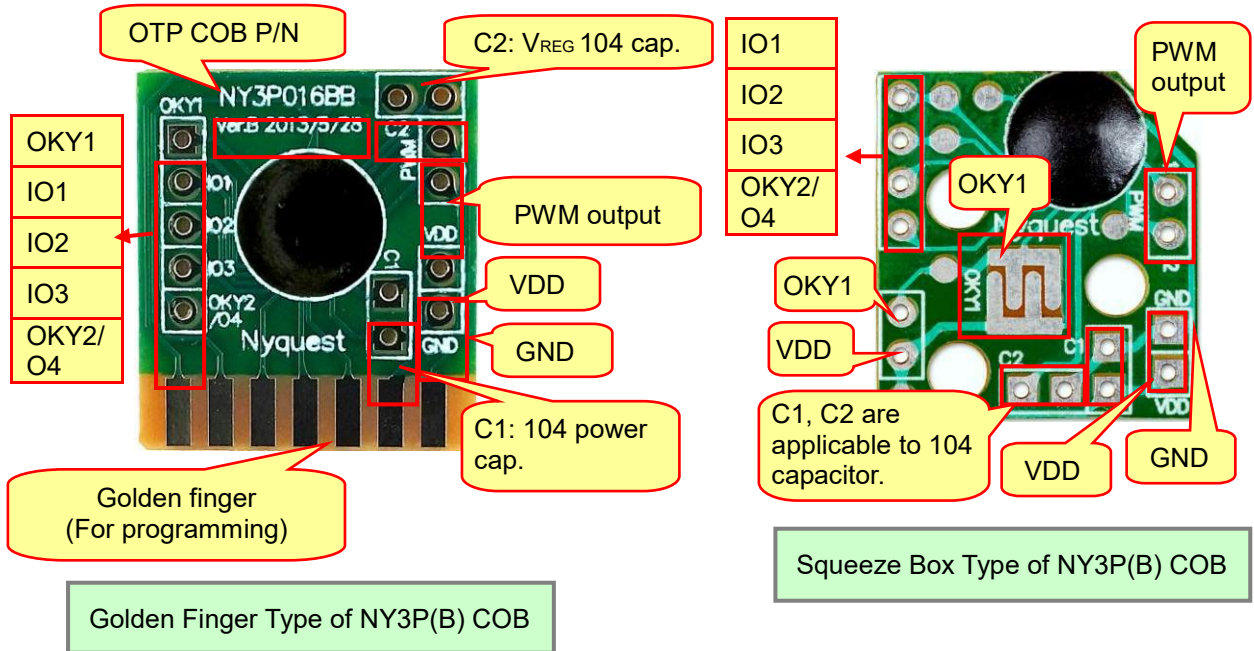 OTP COB P/N
C2: VREG 104 cap.
NY3P016BB
Ver.B 2013/5/28
OKY1
C2
PWM
OKY1
IO1
IO2
IO3
OKY2/
O4
IO1
IO2
IO3
OKY2
/O4
C1
VDD
GND
Nyquest
PWM output
VDD
GND
C1: 104 power
cap.
Golden finger
(For programming)
Golden Finger Type of NY3P(B) COB
IO1
IO2
IO3
OKY2/
O4
PWM
output
OKY1
PWM
Nyquest
OKY1
OKY1
VDD
C2
C1
GND
VDD
C1, C2 are
applicable to 104
capacitor.
VDD
GND
Squeeze Box Type of NY3P(B) COB